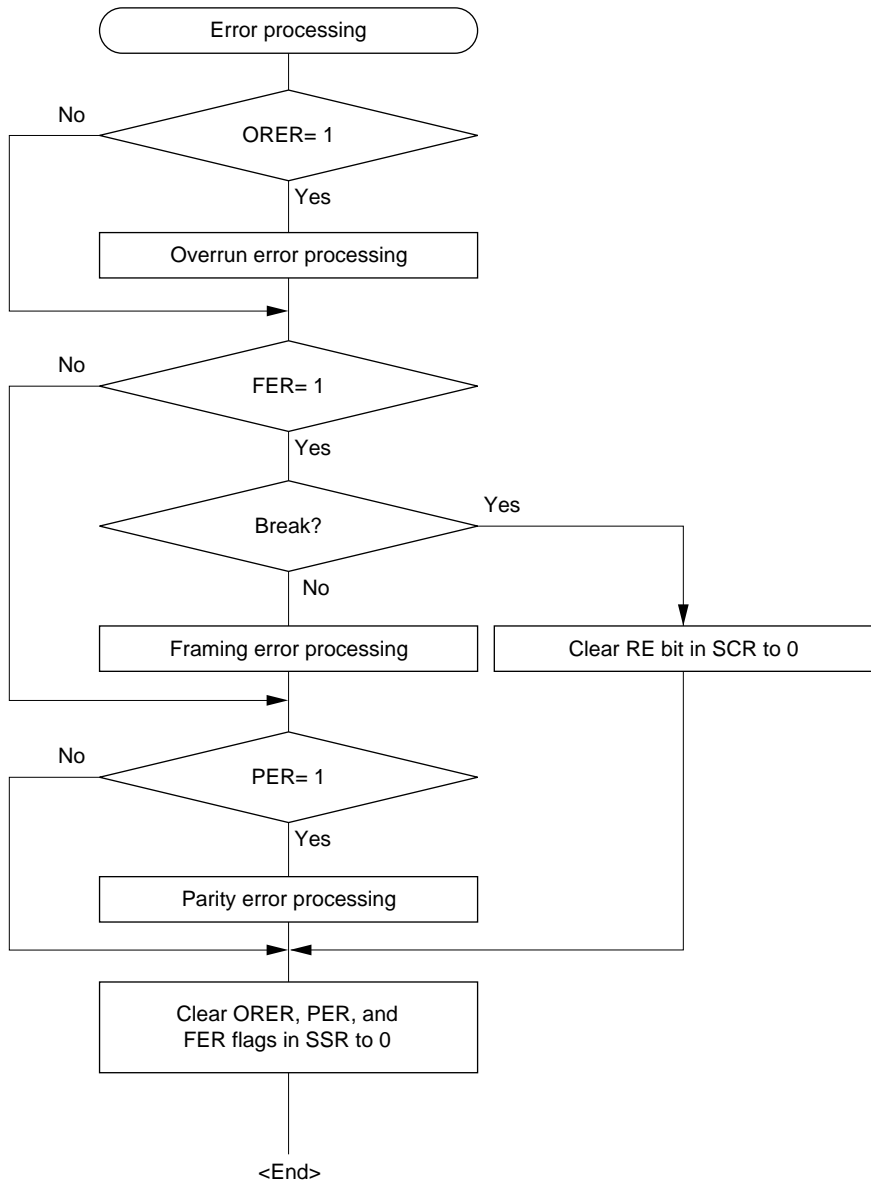 Error processing
No
ORER= 1
Yes
Overrun error processing
No
FER= 1
Yes
Yes
Break?
No
Framing error processing
Clear RE bit in SCR to 0
No
PER= 1
Yes
Parity error processing
Clear ORER, PER, and
FER flags in SSR to 0
<End>